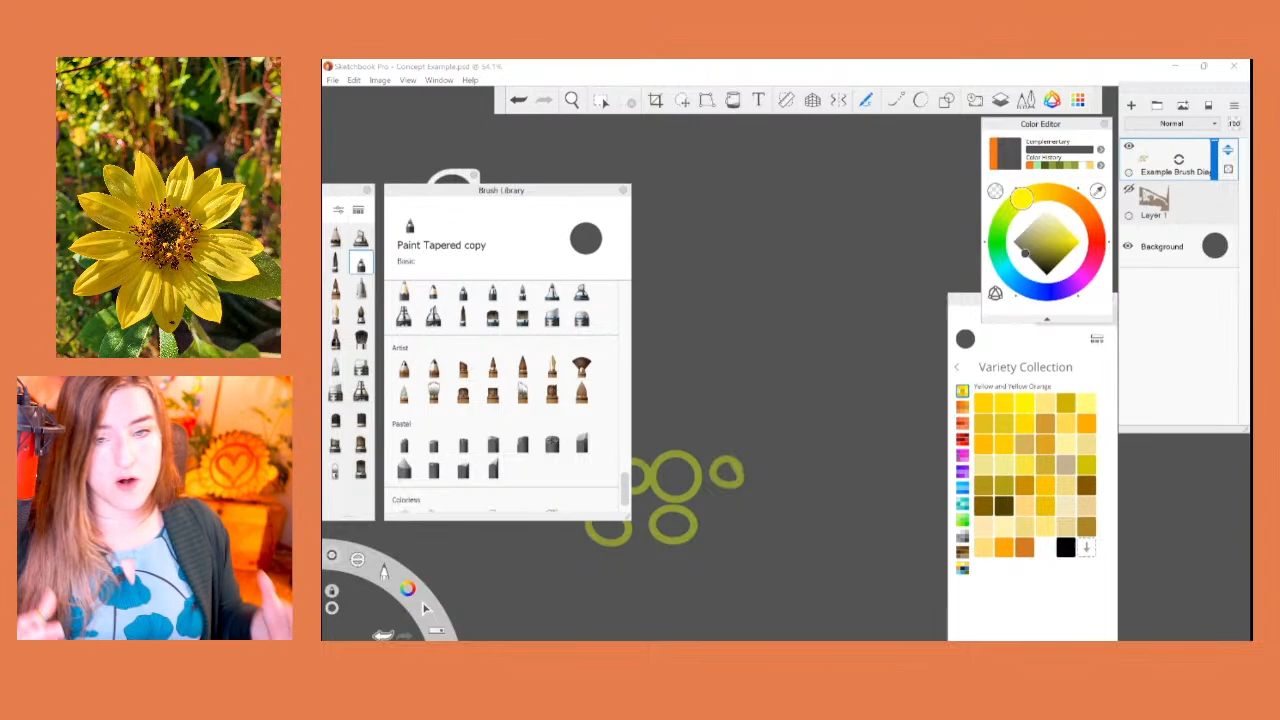 Sketchbook Pro - Concept Example.psd @ 54.1%
File Edit Image View Window Help
T
Color Editor
Complementary
Color History
Normal
100
Example Brush Dia
Layer 1
Background
Brush Library
Paint Tapered copy
Basic
Artist
Pastel
Colorless
Variety Collection
Yellow and Yellow Orange